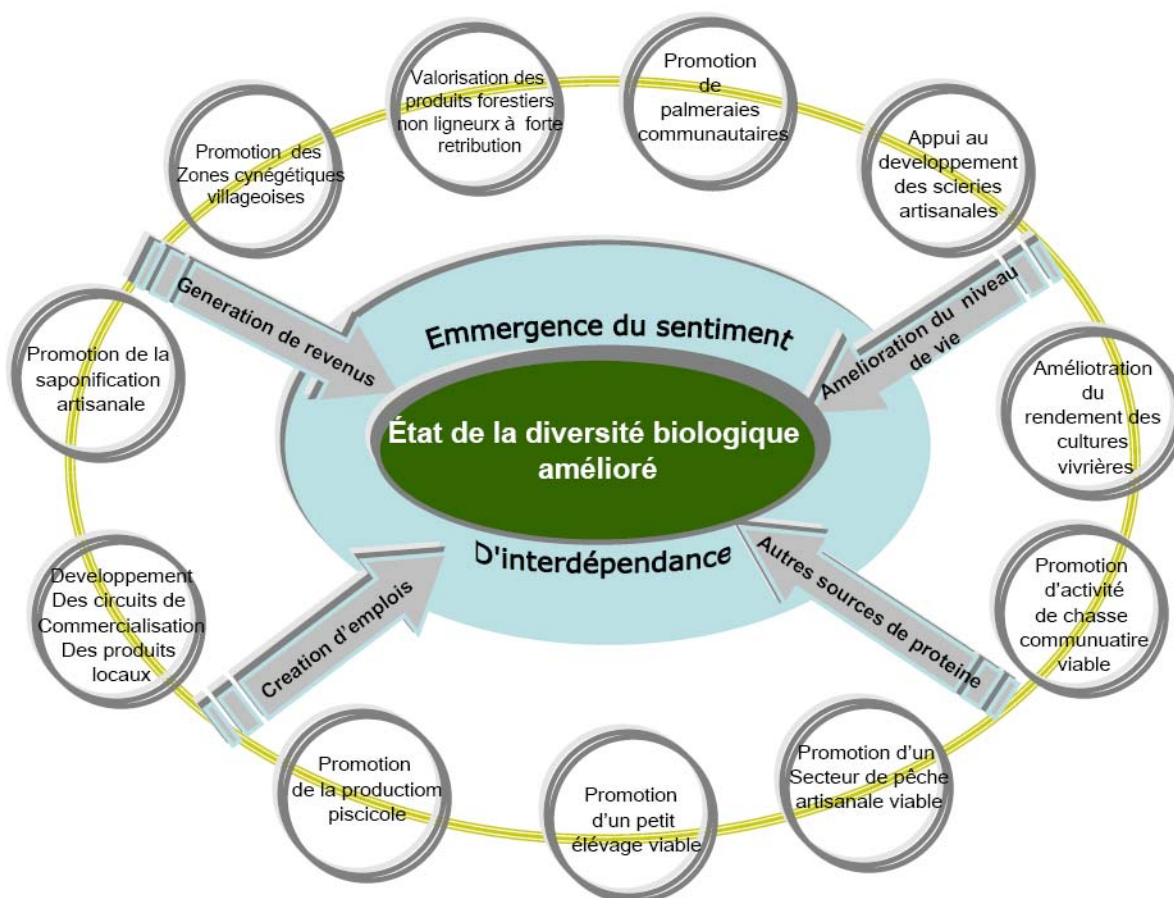 Promotion
de
palmeraies
communautaires
Valorisation des
produits forestiers
non ligneurx à forte
retribution
Promotion des
Zones cynégétiques
villageoises
Appui au
developpement
des scieries
artisanales
Generation de revenus
Amelioration du niveau
de vie
Emmergence du sentiment
Promotion de la
saponification
artisanale
Améliotration
du
rendement des
cultures
vivrières
État de la diversité biologique
amélioré
D'interdépendance
Developpement
Des circuits de
Commercialisation
Des produits
locaux
Creation d'emplois
Autres sources de proteine
Promotion
d'activité
de chasse
communuatire
viable
Promotion
de la productiom
piscicole
Promotion
d'un petit
élévage viable
Promotion d'un
Secteur de pêche
artisanale viable